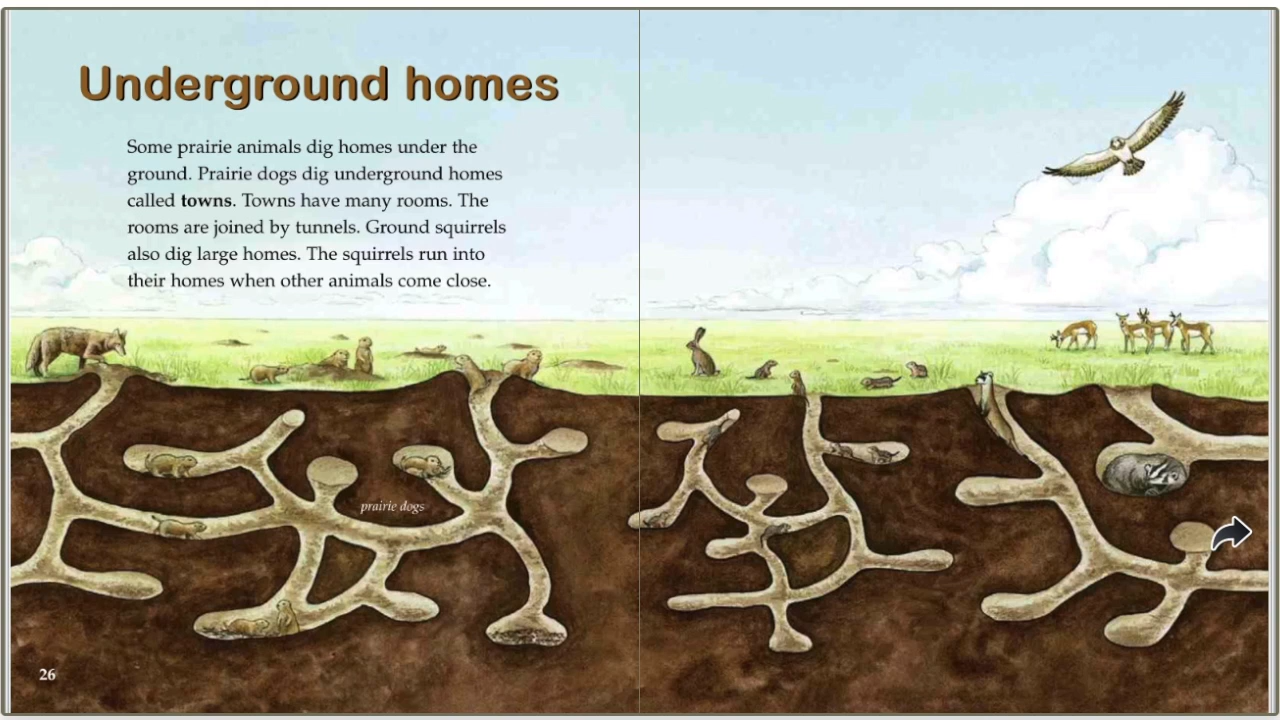 Underground homes
Some prairie animals dig homes under the
ground. Prairie dogs dig underground homes
called towns. Towns have many rooms. The
rooms are joined by tunnels. Ground squirrels
also dig large homes. The squirrels run into
their homes when other animals come close.
prairie dogs
26